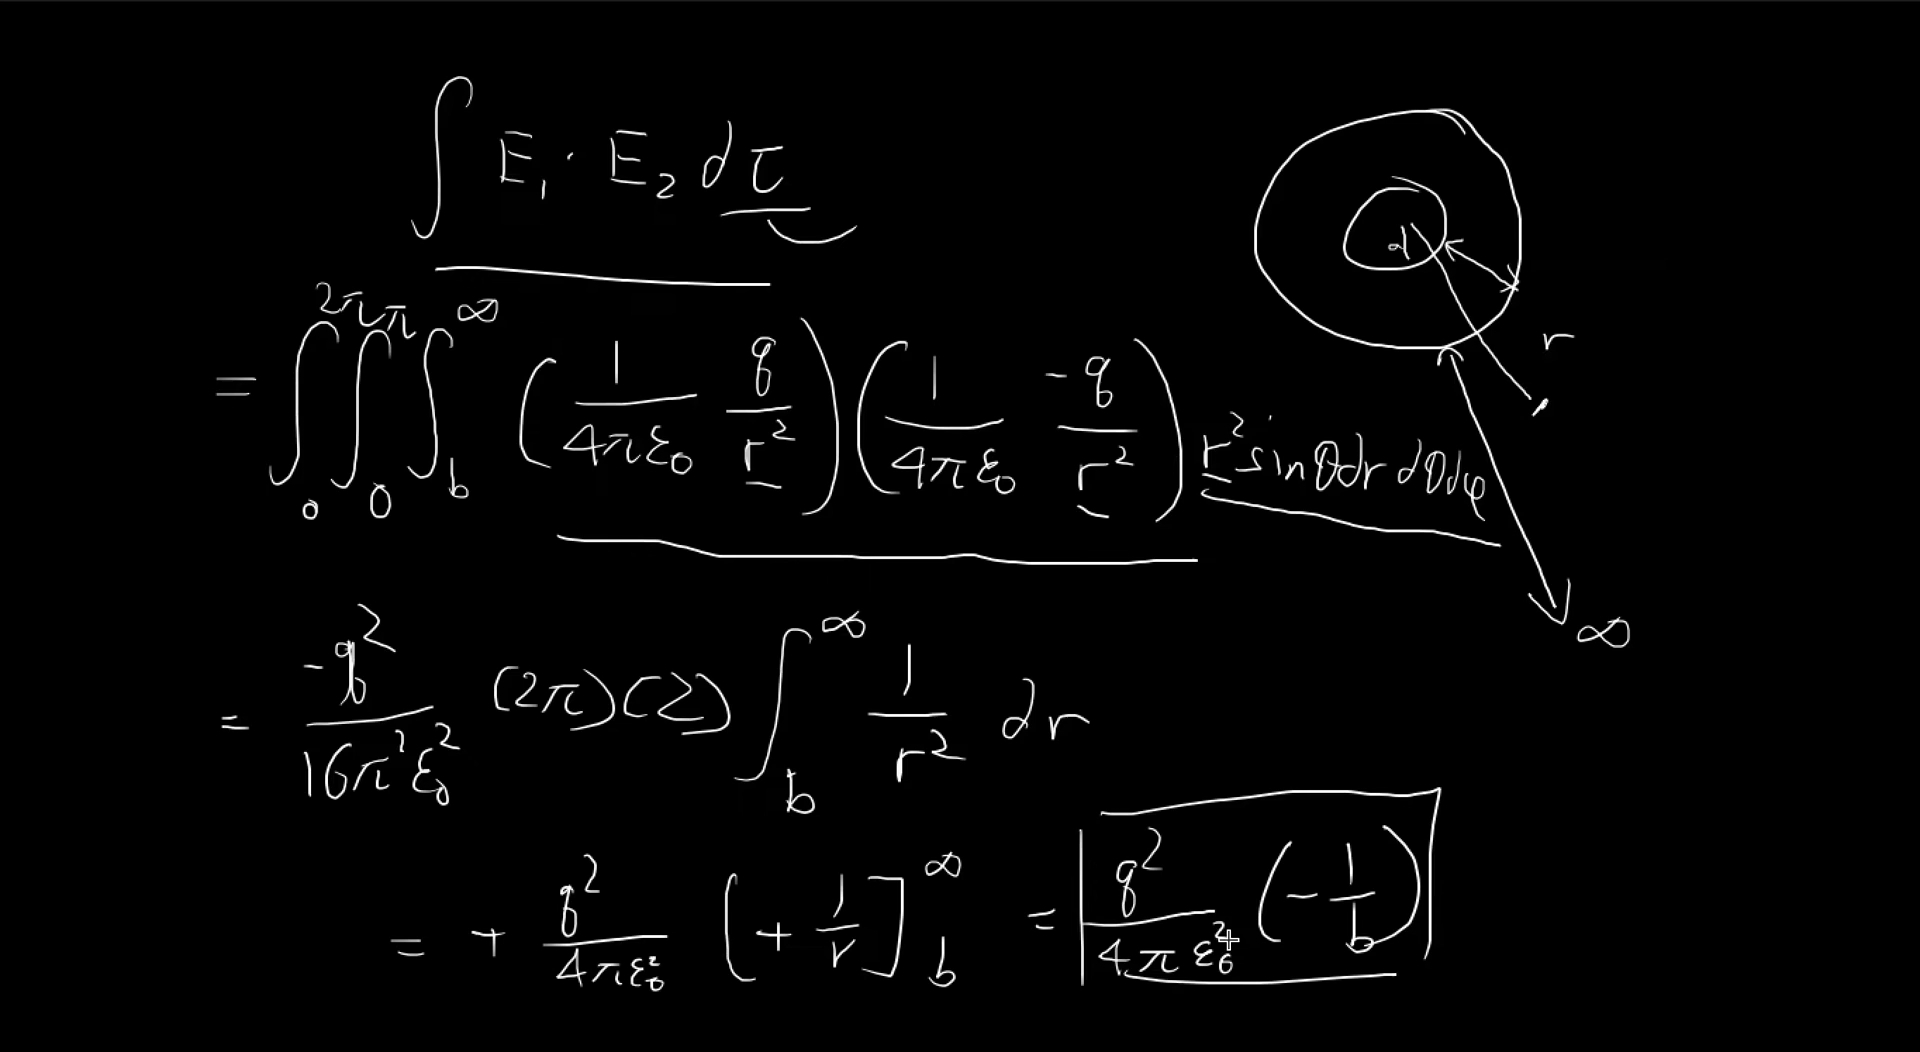 ∫ E₁ · E₂ dτ
a
r
= ∫₀^2π ∫₀^π ∫_b^∞ (1/4πε₀ q/r²)(1/4πε₀ -q/r²) r² sinθ dr dθ dφ
∞
= -q²/16π²ε₀² (2π)(2) ∫_b^∞ 1/r² dr
= + q²/4πε₀² [+ 1/r]_b^∞ = q²/4πε₀² (- 1/b)